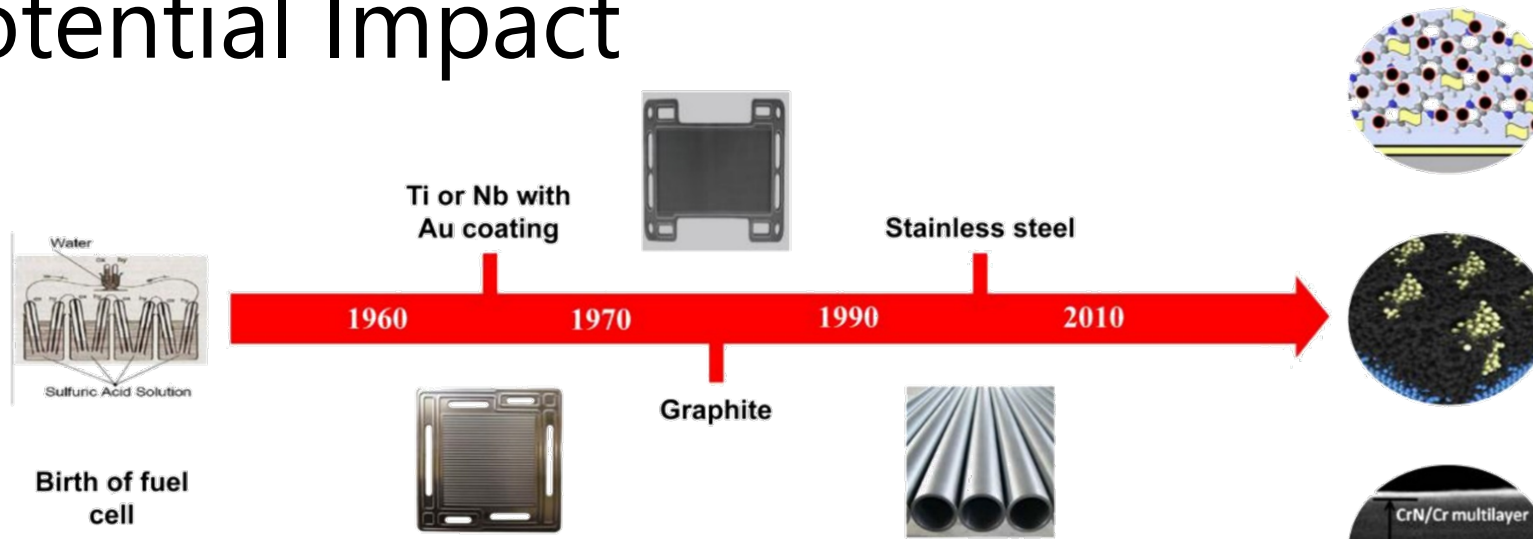 otential Impact
Ti or Nb with
Au coating
Stainless steel
Water
1960
1970
1990
2010
Sulfuric Acid Solution
Graphite
Birth of fuel
cell
CrN/Cr multilayer